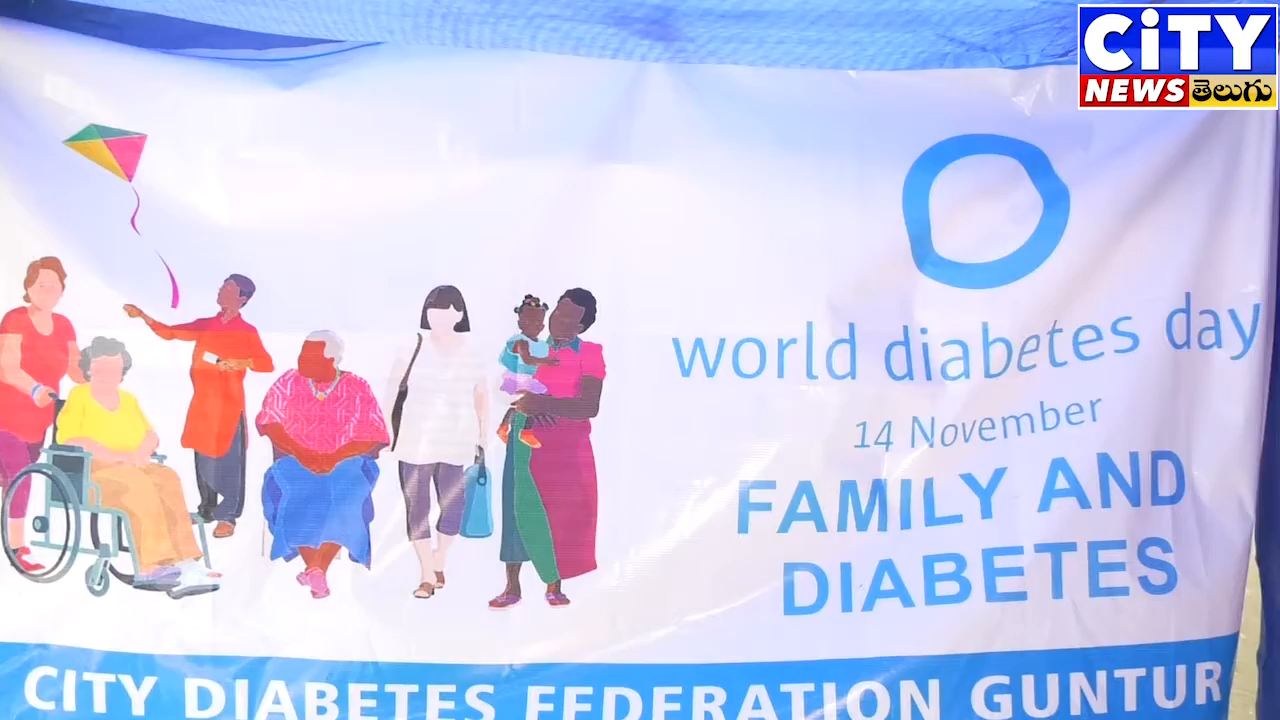 CiTY
NEWS తెలుగు
world diabetes day
14 November
FAMILY AND
DIABETES
CITY DIABETES FEDERATION GUNTUR